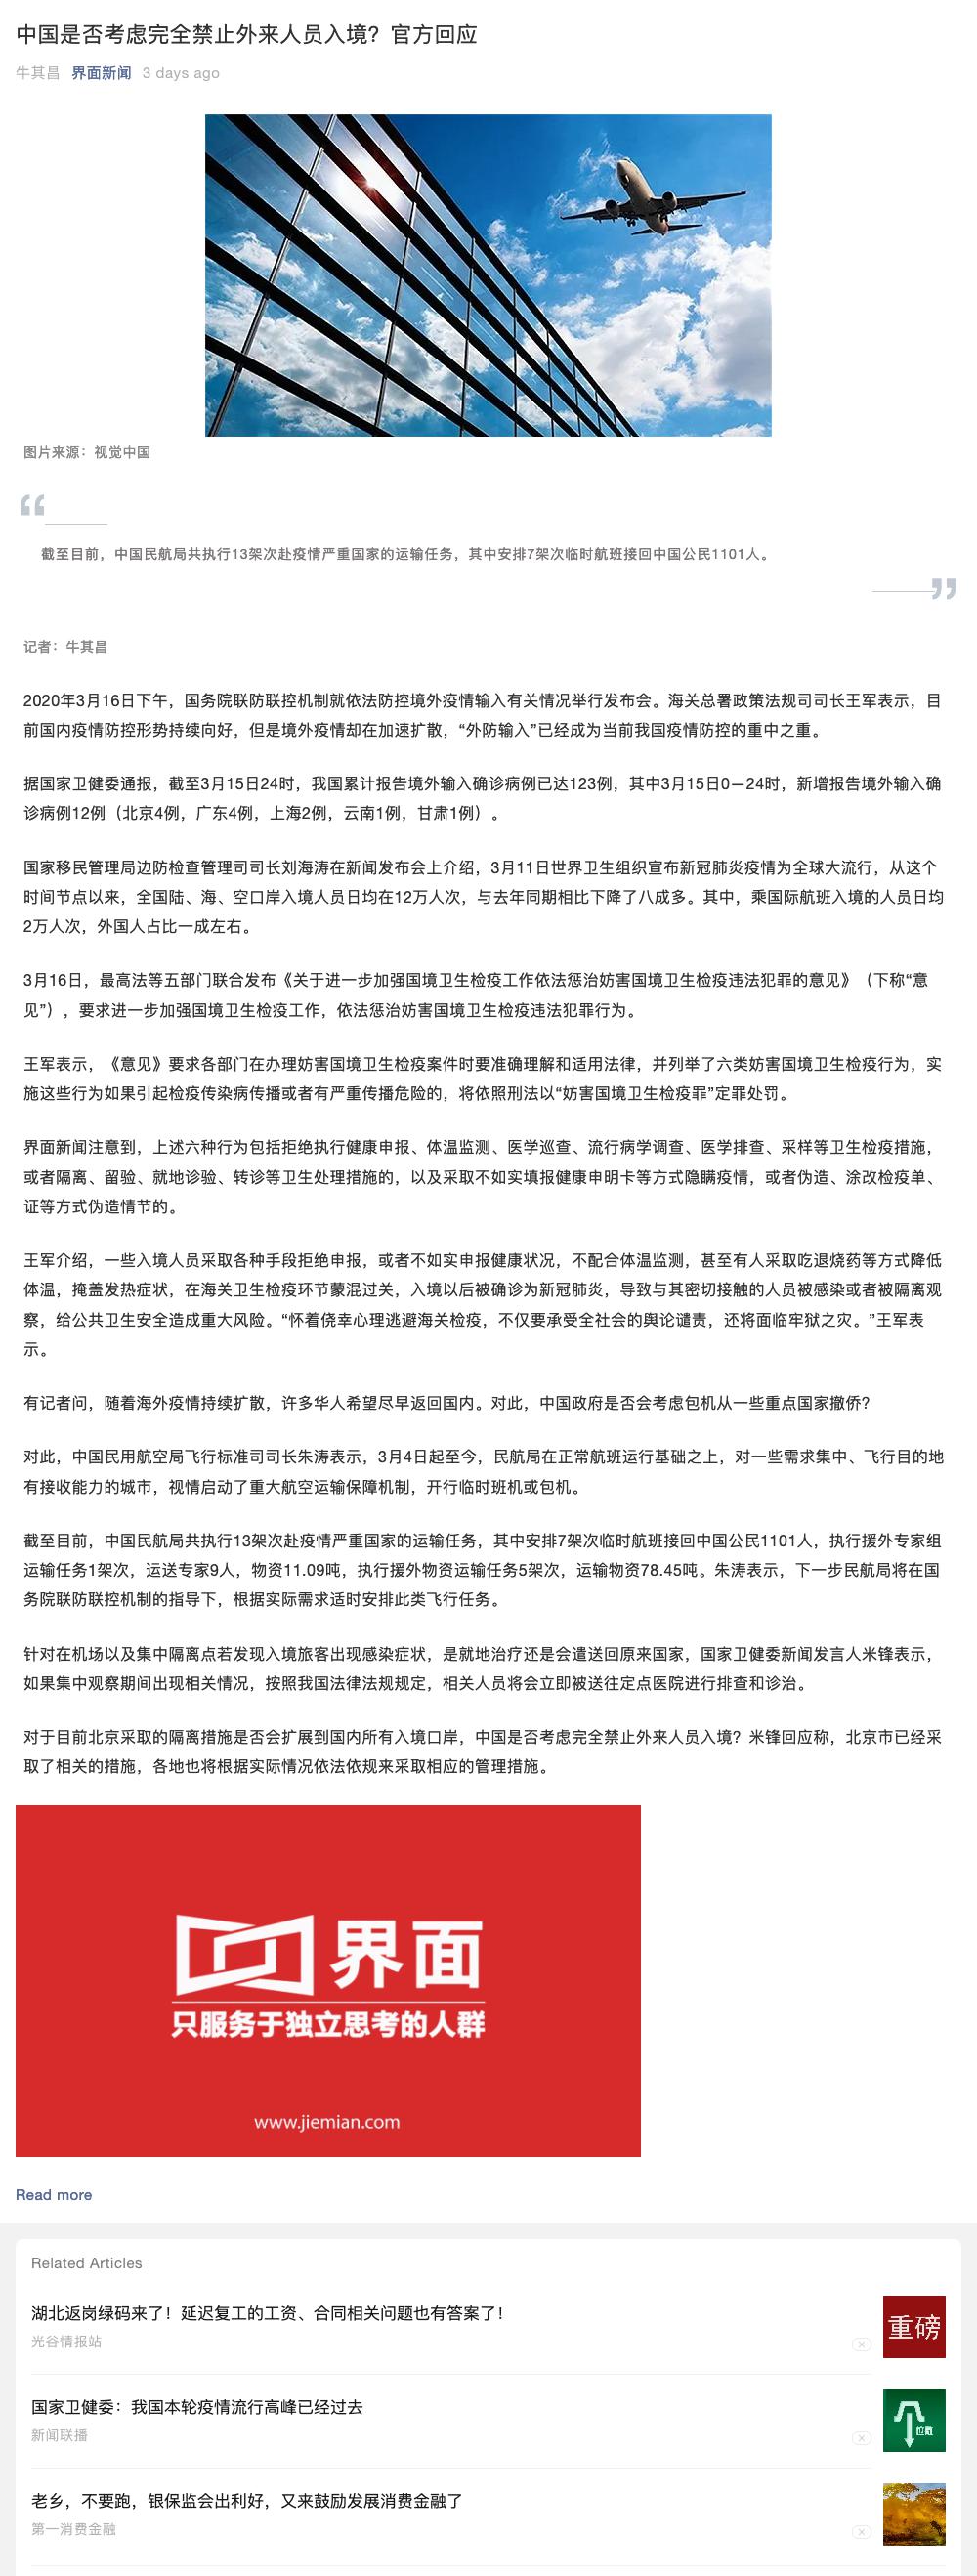 中国是否考虑完全禁止外来人员入境？官方回应
牛其昌 界面新闻 3 days ago
图片来源：视觉中国
“
截至目前，中国民航局共执行13架次赴疫情严重国家的运输任务，其中安排7架次临时航班接回中国公民1101人。
”
记者：牛其昌
2020年3月16日下午，国务院联防联控机制就依法防控境外疫情输入有关情况举行发布会。海关总署政策法规司司长王军表示，目
前国内疫情防控形势持续向好，但是境外疫情却在加速扩散，“外防输入”已经成为当前我国疫情防控的重中之重。
据国家卫健委通报，截至3月15日24时，我国累计报告境外输入确诊病例已达123例，其中3月15日0—24时，新增报告境外输入确
诊病例12例（北京4例，广东4例，上海2例，云南1例，甘肃1例）。
国家移民管理局边防检查管理司司长刘海涛在新闻发布会上介绍，3月11日世界卫生组织宣布新冠肺炎疫情为全球大流行，从这个
时间节点以来，全国陆、海、空口岸入境人员日均在12万人次，与去年同期相比下降了八成多。其中，乘国际航班入境的人员日均
2万人次，外国人占比一成左右。
3月16日，最高法等五部门联合发布《关于进一步加强国境卫生检疫工作依法惩治妨害国境卫生检疫违法犯罪的意见》（下称“意
见”），要求进一步加强国境卫生检疫工作，依法惩治妨害国境卫生检疫违法犯罪行为。
王军表示，《意见》要求各部门在办理妨害国境卫生检疫案件时要准确理解和适用法律，并列举了六类妨害国境卫生检疫行为，实
施这些行为如果引起检疫传染病传播或者有严重传播危险的，将依照刑法以“妨害国境卫生检疫罪”定罪处罚。
界面新闻注意到，上述六种行为包括拒绝执行健康申报、体温监测、医学巡查、流行病学调查、医学排查、采样等卫生检疫措施，
或者隔离、留验、就地诊验、转诊等卫生处理措施的，以及采取不如实填报健康申明卡等方式隐瞒疫情，或者伪造、涂改检疫单、
证等方式伪造情节的。
王军介绍，一些入境人员采取各种手段拒绝申报，或者不如实申报健康状况，不配合体温监测，甚至有人采取吃退烧药等方式降低
体温，掩盖发热症状，在海关卫生检疫环节蒙混过关，入境以后被确诊为新冠肺炎，导致与其密切接触的人员被感染或者被隔离观
察，给公共卫生安全造成重大风险。“怀着侥幸心理逃避海关检疫，不仅要承受全社会的舆论谴责，还将面临牢狱之灾。”王军表
示。
有记者问，随着海外疫情持续扩散，许多华人希望尽早返回国内。对此，中国政府是否会考虑包机从一些重点国家撤侨？
对此，中国民用航空局飞行标准司司长朱涛表示，3月4日起至今，民航局在正常航班运行基础之上，对一些需求集中、飞行目的地
有接收能力的城市，视情启动了重大航空运输保障机制，开行临时班机或包机。
截至目前，中国民航局共执行13架次赴疫情严重国家的运输任务，其中安排7架次临时航班接回中国公民1101人，执行援外专家组
运输任务1架次，运送专家9人，物资11.09吨，执行援外物资运输任务5架次，运输物资78.45吨。朱涛表示，下一步民航局将在国
务院联防联控机制的指导下，根据实际需求适时安排此类飞行任务。
针对在机场以及集中隔离点若发现入境旅客出现感染症状，是就地治疗还是会遣送回原来国家，国家卫健委新闻发言人米锋表示，
如果集中观察期间出现相关情况，按照我国法律法规规定，相关人员将会立即被送往定点医院进行排查和诊治。
对于目前北京采取的隔离措施是否会扩展到国内所有入境口岸，中国是否考虑完全禁止外来人员入境？米锋回应称，北京市已经采
取了相关的措施，各地也将根据实际情况依法依规来采取相应的管理措施。
界面
只服务于独立思考的人群
www.jiemian.com
Read more
Related Articles
湖北返岗绿码来了！延迟复工的工资、合同相关问题也有答案了！
光谷情报站
重磅
国家卫健委：我国本轮疫情流行高峰已经过去
新闻联播
老乡，不要跑，银保监会出利好，又来鼓励发展消费金融了
第一消费金融